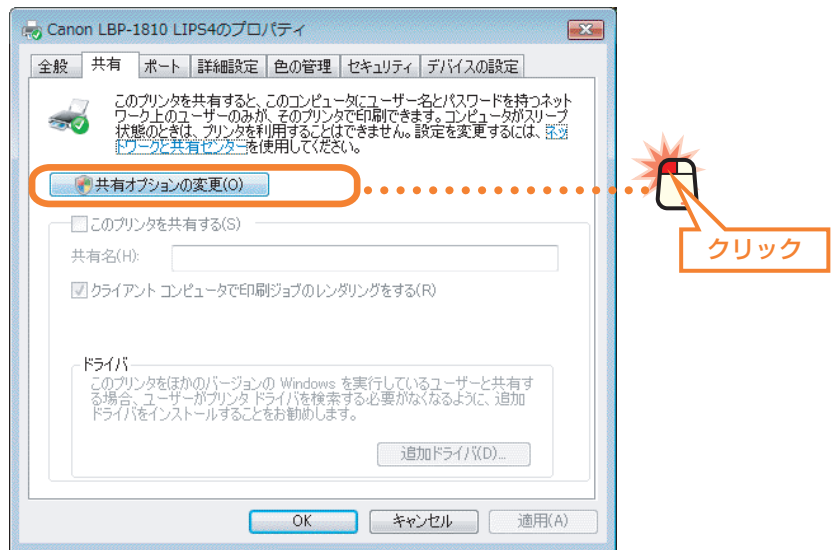 Canon LBP-1810 LIPS4のプロパティ
全般 共有 ポート 詳細設定 色の管理 セキュリティ デバイスの設定
このプリンタを共有すると、このコンピュータにユーザー名とパスワードを持つネット
ワーク上のユーザーのみが、そのプリンタで印刷できます。コンピュータがスリープ
状態のときは、プリンタを利用することはできません。設定を変更するには、ネッ
トワークと共有センターを使用してください。
共有オプションの変更(O)
クリック
このプリンタを共有する(S)
共有名(H):
クライアント コンピュータで印刷ジョブのレンダリングをする(R)
ドライバ
このプリンタをほかのバージョンの Windows を実行しているユーザーと共有す
る場合、ユーザーがプリンタ ドライバを検索する必要がなくなるように、追加
ドライバをインストールすることをお勧めします。
追加ドライバ(D)...
OK キャンセル 適用(A)